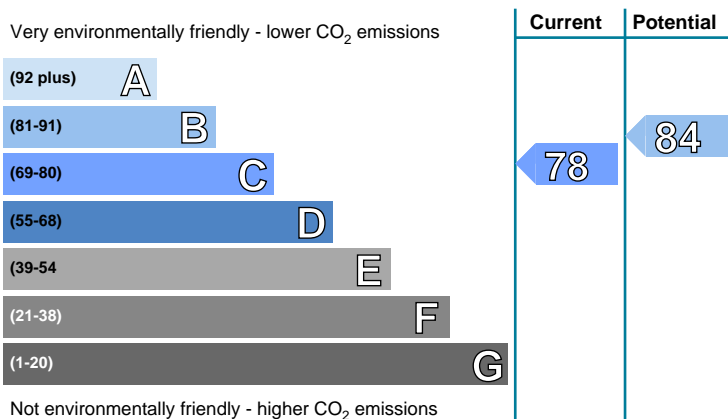 Current Potential
Very environmentally friendly - lower CO₂ emissions
(92 plus) A
(81-91) B
84
(69-80) C
78
(55-68) D
(39-54 E
(21-38) F
(1-20) G
Not environmentally friendly - higher CO₂ emissions